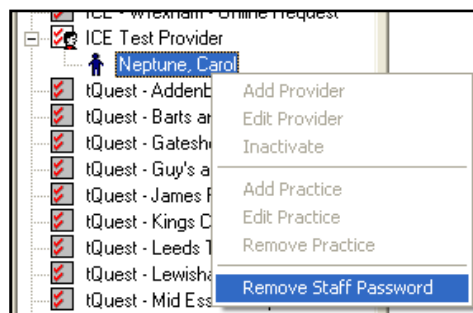 ICE - Wrexham - Online Request
ICE Test Provider
Neptune, Carol
tQuest - Addenb
tQuest - Barts ar
tQuest - Gateshe
tQuest - Guy's a
tQuest - James P
tQuest - Kings C
tQuest - Leeds T
tQuest - Lewisha
tQuest - Mid Ess
Add Provider
Edit Provider
Inactivate
Add Practice
Edit Practice
Remove Practice
Remove Staff Password